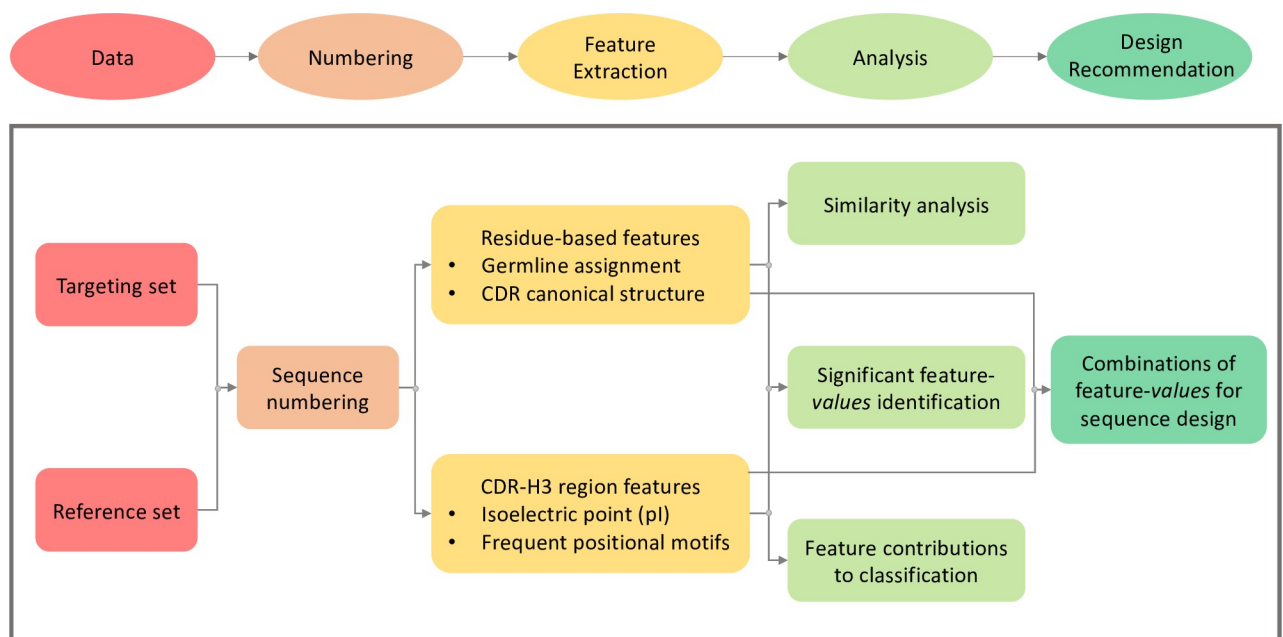 Data
Numbering
Feature
Extraction
Analysis
Design
Recommendation
Targeting set
Reference set
Sequence
numbering
Residue-based features
• Germline assignment
• CDR canonical structure
CDR-H3 region features
• Isoelectric point (pI)
• Frequent positional motifs
Similarity analysis
Significant feature-
values identification
Feature contributions
to classification
Combinations of
feature-values for
sequence design